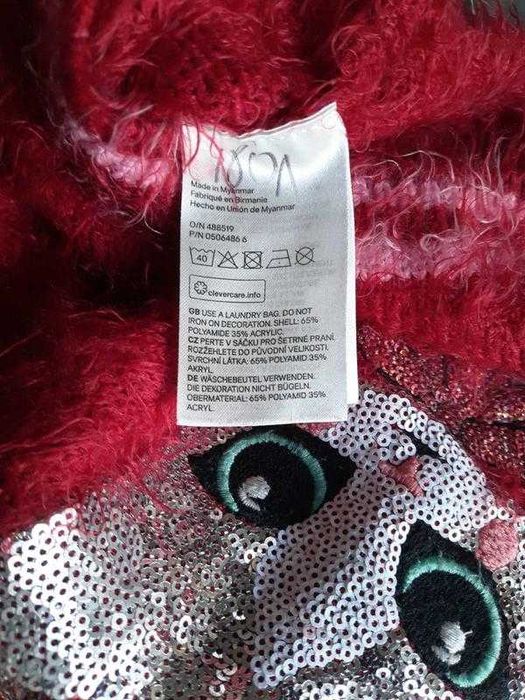 Made in Myanmar
Fabriqué en Birmanie
Hecho en Unión de Myanmar
O/N 488519
P/N 0506486 6
40
clevercare.info
GB USE A LAUNDRY BAG. DO NOT
IRON ON DECORATION. SHELL: 65%
POLYAMIDE 35% ACRYLIC.
CZ PERTE V SÁČKU PRO ŠETRNÉ PRANÍ.
ROZŽEHLETE DO PŮVODNÍ VELIKOSTI.
SVRCHNÍ LÁTKA: 65% POLYAMID 35%
AKRYL.
DE WÄSCHEBEUTEL VERWENDEN.
DIE DEKORATION NICHT BÜGELN.
OBERMATERIAL: 65% POLYAMID 35%
ACRYL